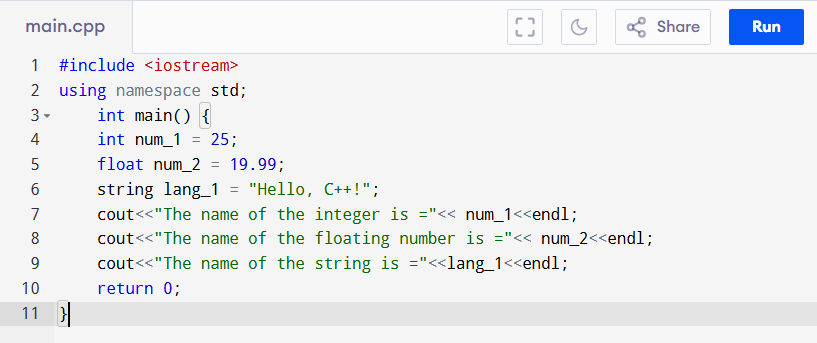 main.cpp
Share
Run
1 #include <iostream>
2 using namespace std;
3 int main() {
4 int num_1 = 25;
5 float num_2 = 19.99;
6 string lang_1 = "Hello, C++!";
7 cout<<"The name of the integer is ="<< num_1<<endl;
8 cout<<"The name of the floating number is ="<< num_2<<endl;
9 cout<<"The name of the string is ="<<lang_1<<endl;
10 return 0;
11 }